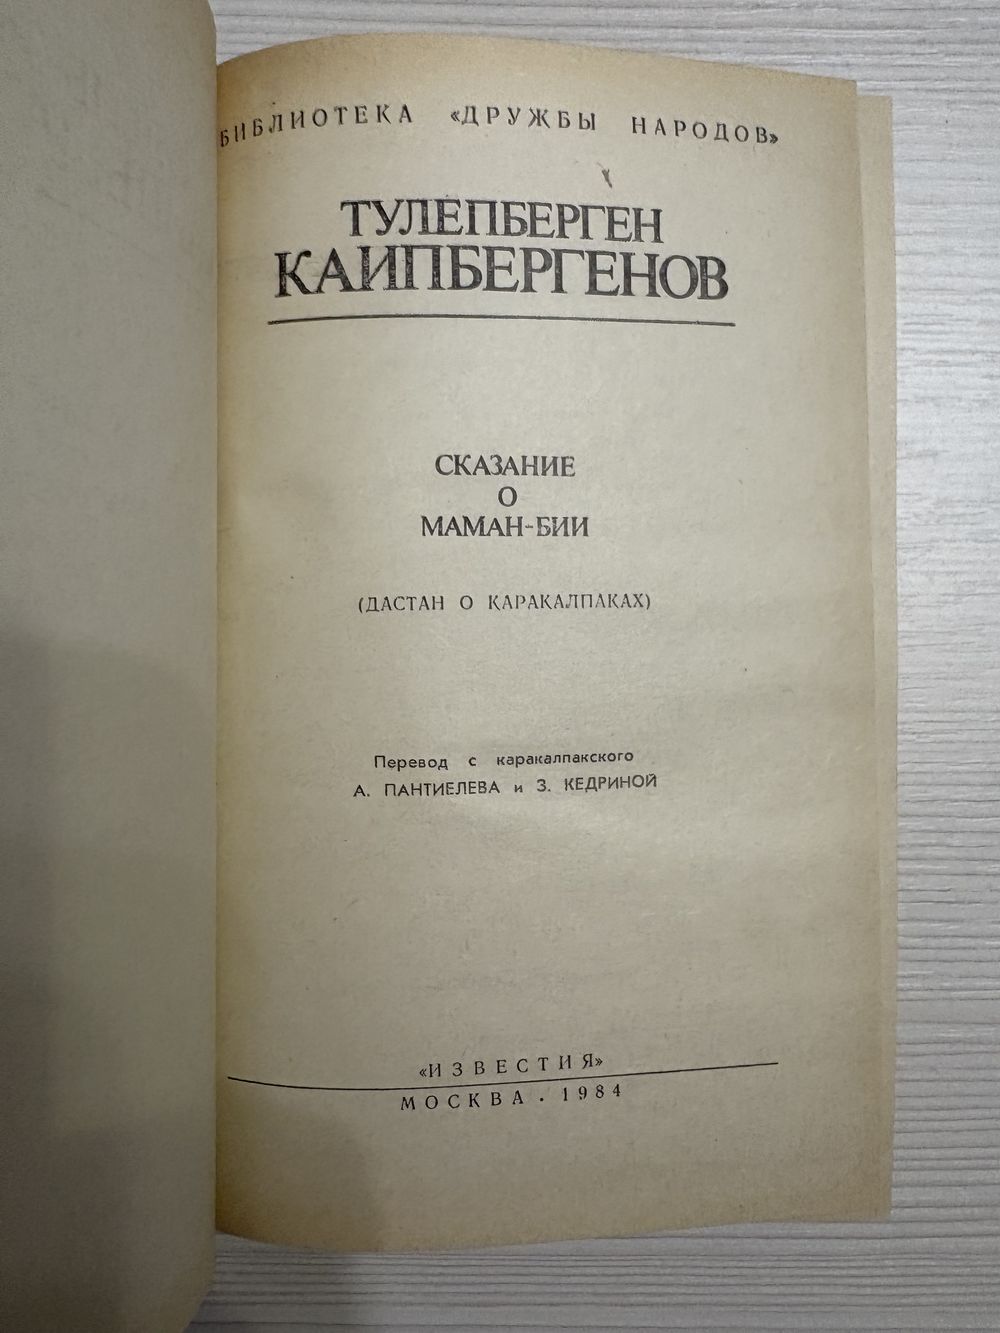 БИБЛИОТЕКА «ДРУЖБЫ НАРОДОВ»
ТУЛЕПБЕРГЕН
КАИПБЕРГЕНОВ
СКАЗАНИЕ
О
МАМАН-БИИ
(ДАСТАН О КАРАКАЛПАКАХ)
Перевод с каракалпакского
А. ПАНТИЕЛЕВА и З. КЕДРИНОЙ
«ИЗВЕСТИЯ»
МОСКВА . 1984